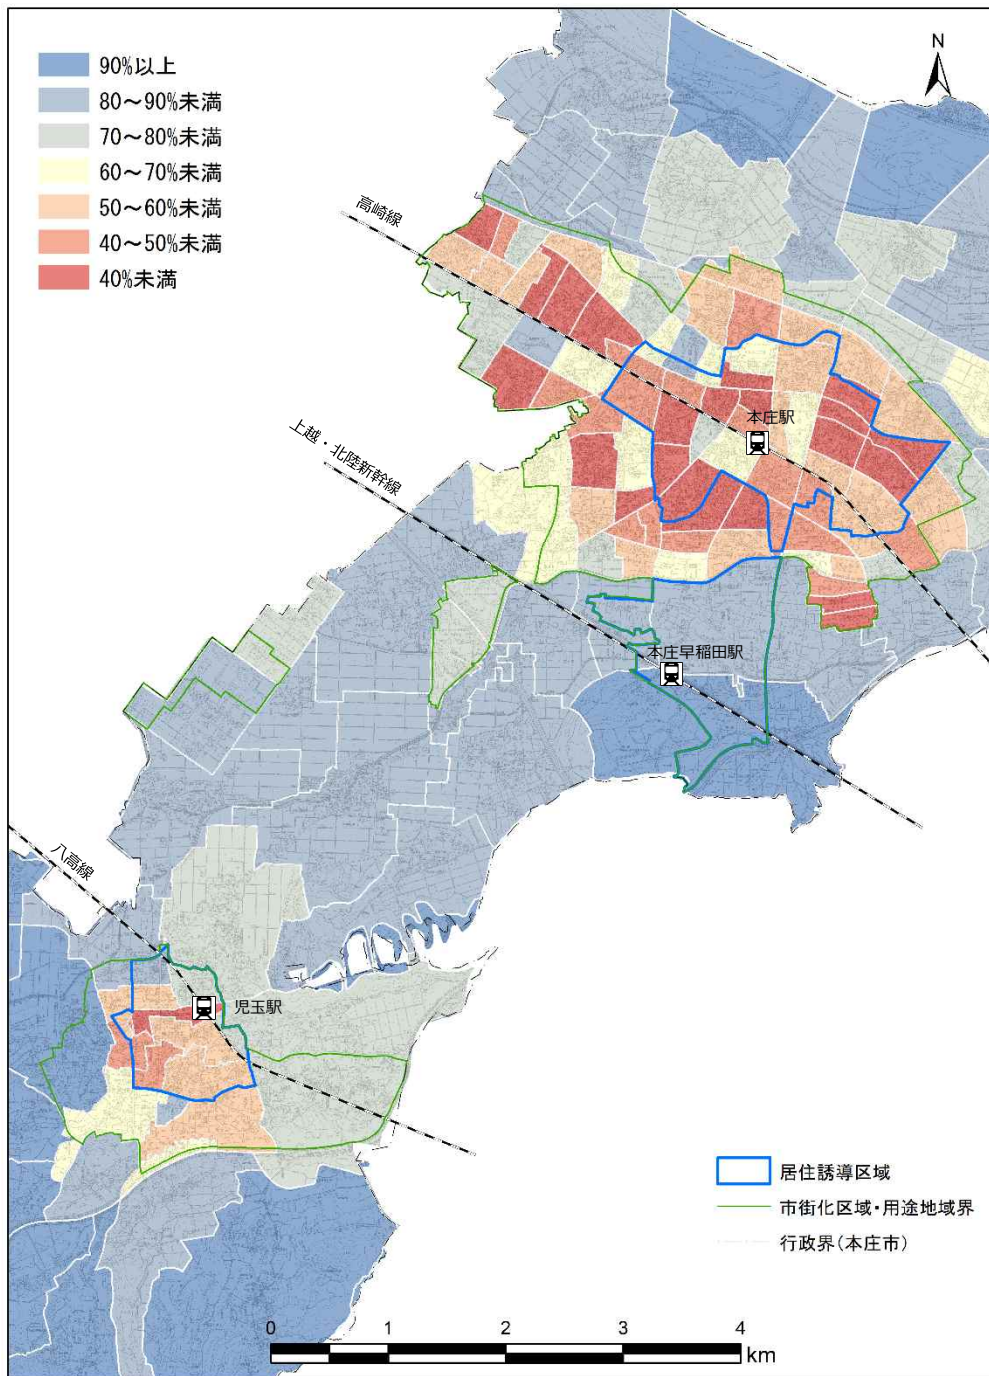 N
90%以上
80～90%未満
70～80%未満
60～70%未満
50～60%未満
40～50%未満
40%未満
高崎線
本庄駅
上越・北陸新幹線
本庄早稲田駅
八高線
児玉駅
居住誘導区域
市街化区域・用途地域界
行政界（本庄市）
0 1 2 3 4
km